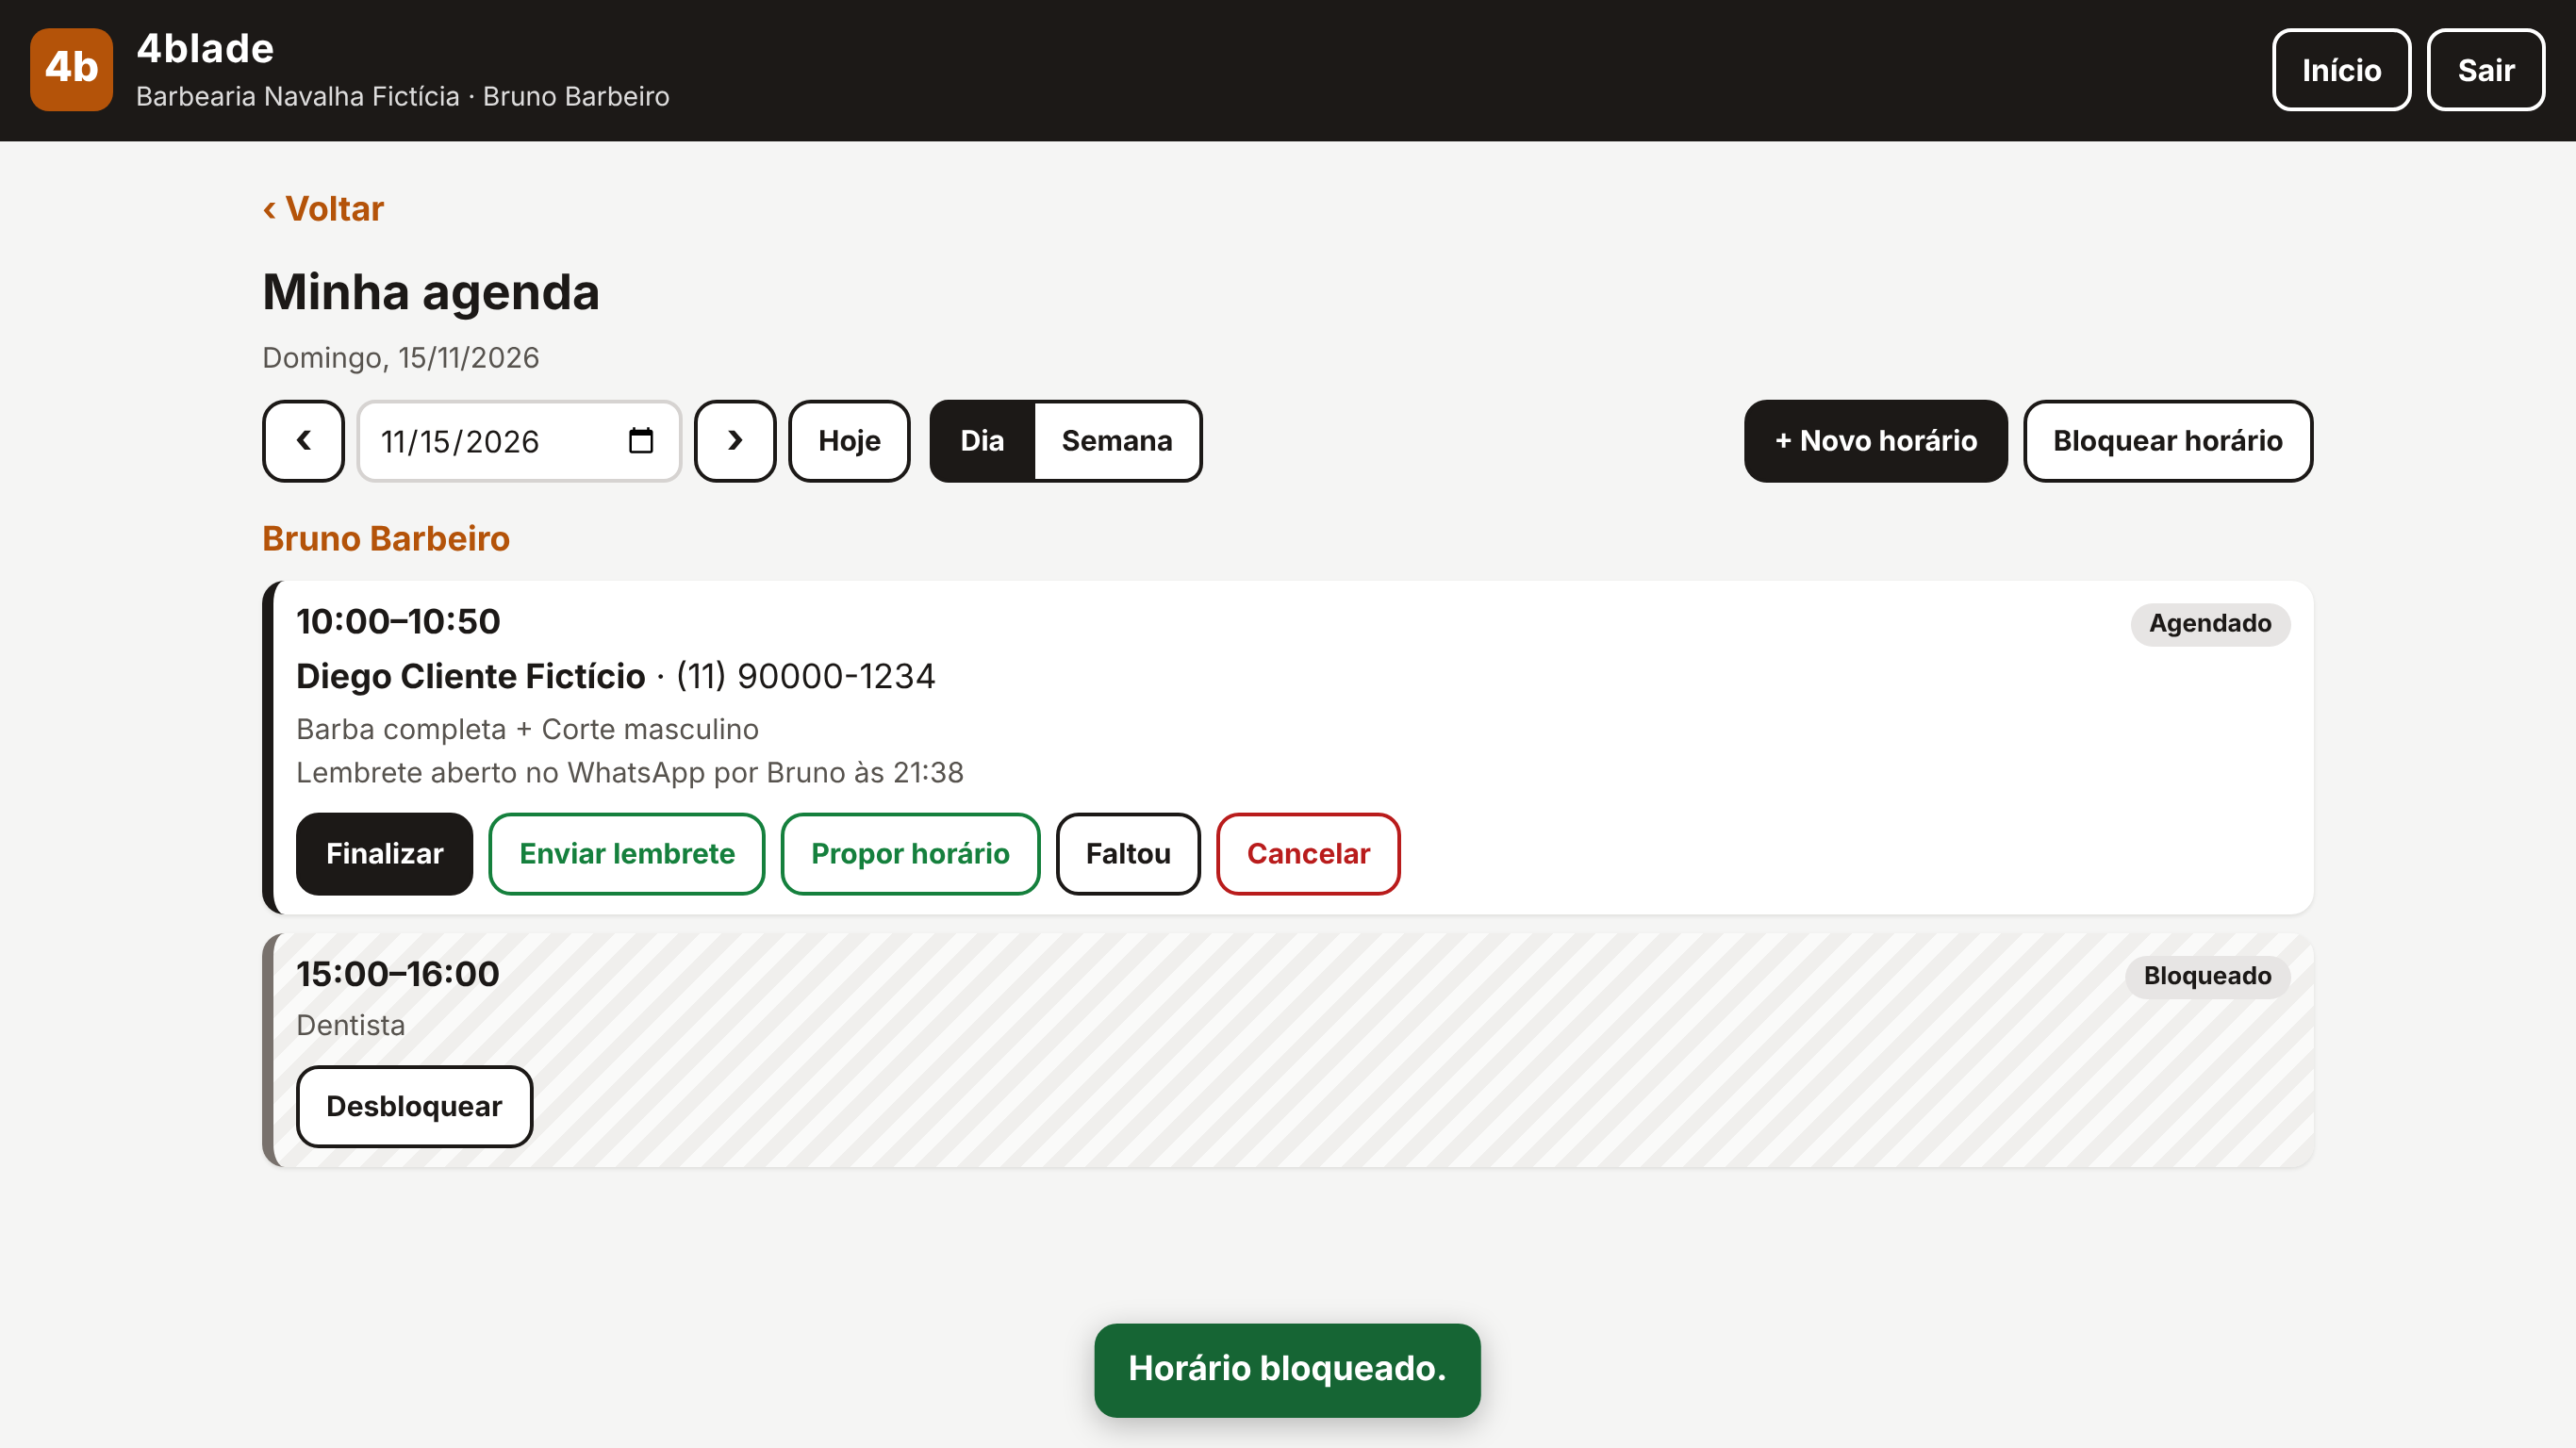 4b
4blade
Barbearia Navalha Fictícia · Bruno Barbeiro
Início
Sair
‹ Voltar
Minha agenda
Domingo, 15/11/2026
‹
11/15/2026
›
Hoje
Dia
Semana
+ Novo horário
Bloquear horário
Bruno Barbeiro
10:00–10:50
Agendado
Diego Cliente Fictício · (11) 90000-1234
Barba completa + Corte masculino
Lembrete aberto no WhatsApp por Bruno às 21:38
Finalizar
Enviar lembrete
Propor horário
Faltou
Cancelar
15:00–16:00
Bloqueado
Dentista
Desbloquear
Horário bloqueado.